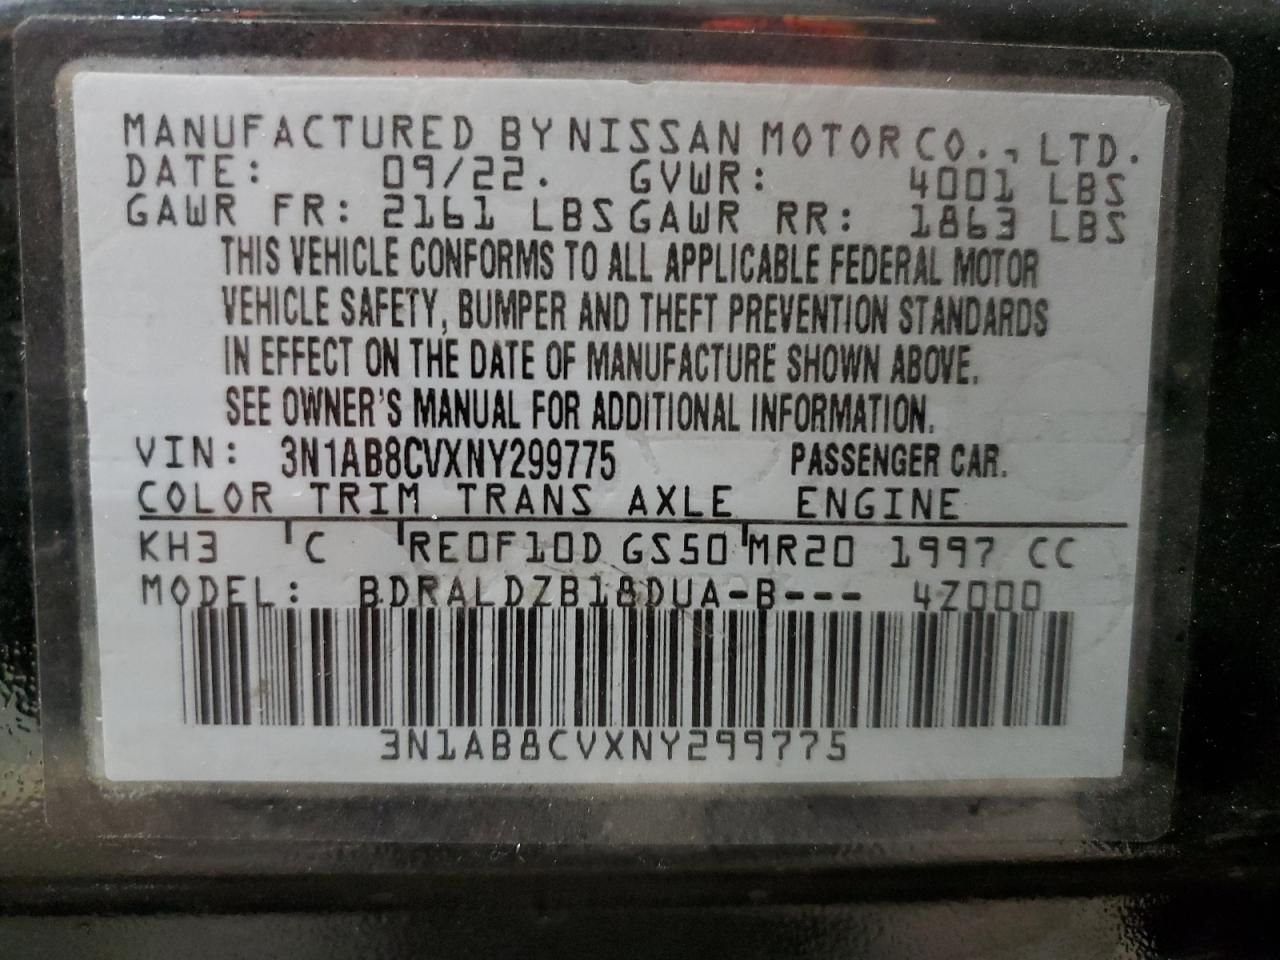 MANUFACTURED BY NISSAN MOTOR CO., LTD.
DATE: 09/22. GVWR: 4001 LBS
GAWR FR: 2161 LBS GAWR RR: 1863 LBS
THIS VEHICLE CONFORMS TO ALL APPLICABLE FEDERAL MOTOR
VEHICLE SAFETY, BUMPER AND THEFT PREVENTION STANDARDS
IN EFFECT ON THE DATE OF MANUFACTURE SHOWN ABOVE.
SEE OWNER'S MANUAL FOR ADDITIONAL INFORMATION.
VIN: 3N1AB8CVXNY299775 PASSENGER CAR.
COLOR TRIM TRANS AXLE ENGINE
KH3 C RE0F10D GS50 MR20 1997 CC
MODEL: BDRALDZB18DUA-B--- 4Z000
3N1AB8CVXNY299775